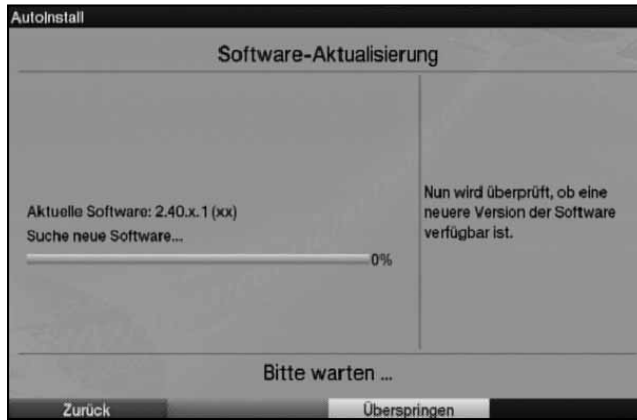 AutoInstall
Software-Aktualisierung
Aktuelle Software: 2.40.x.1 (xx)
Suche neue Software...
0%
Nun wird überprüft, ob eine
neuere Version der Software
verfügbar ist.
Bitte warten ...
Zurück
Überspringen